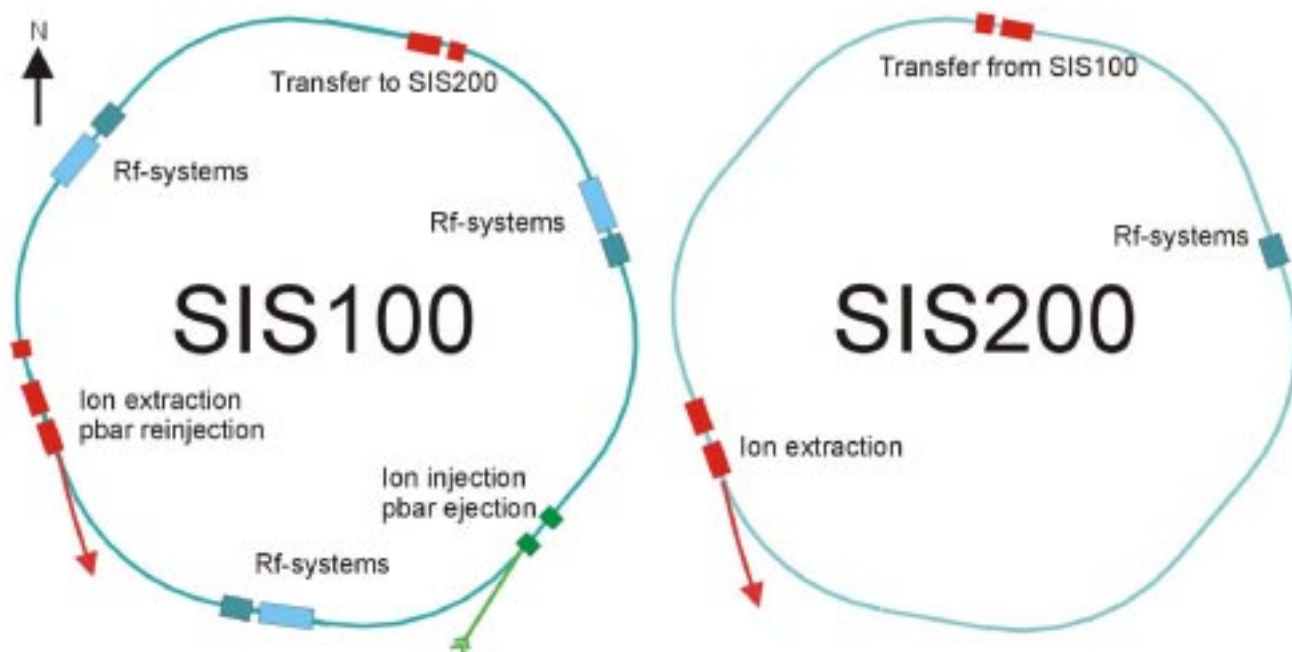 N
Transfer to SIS200
Rf-systems
Rf-systems
SIS100
Ion extraction
pbar reinjection
Ion injection
pbar ejection
Rf-systems
Transfer from SIS100
Rf-systems
SIS200
Ion extraction